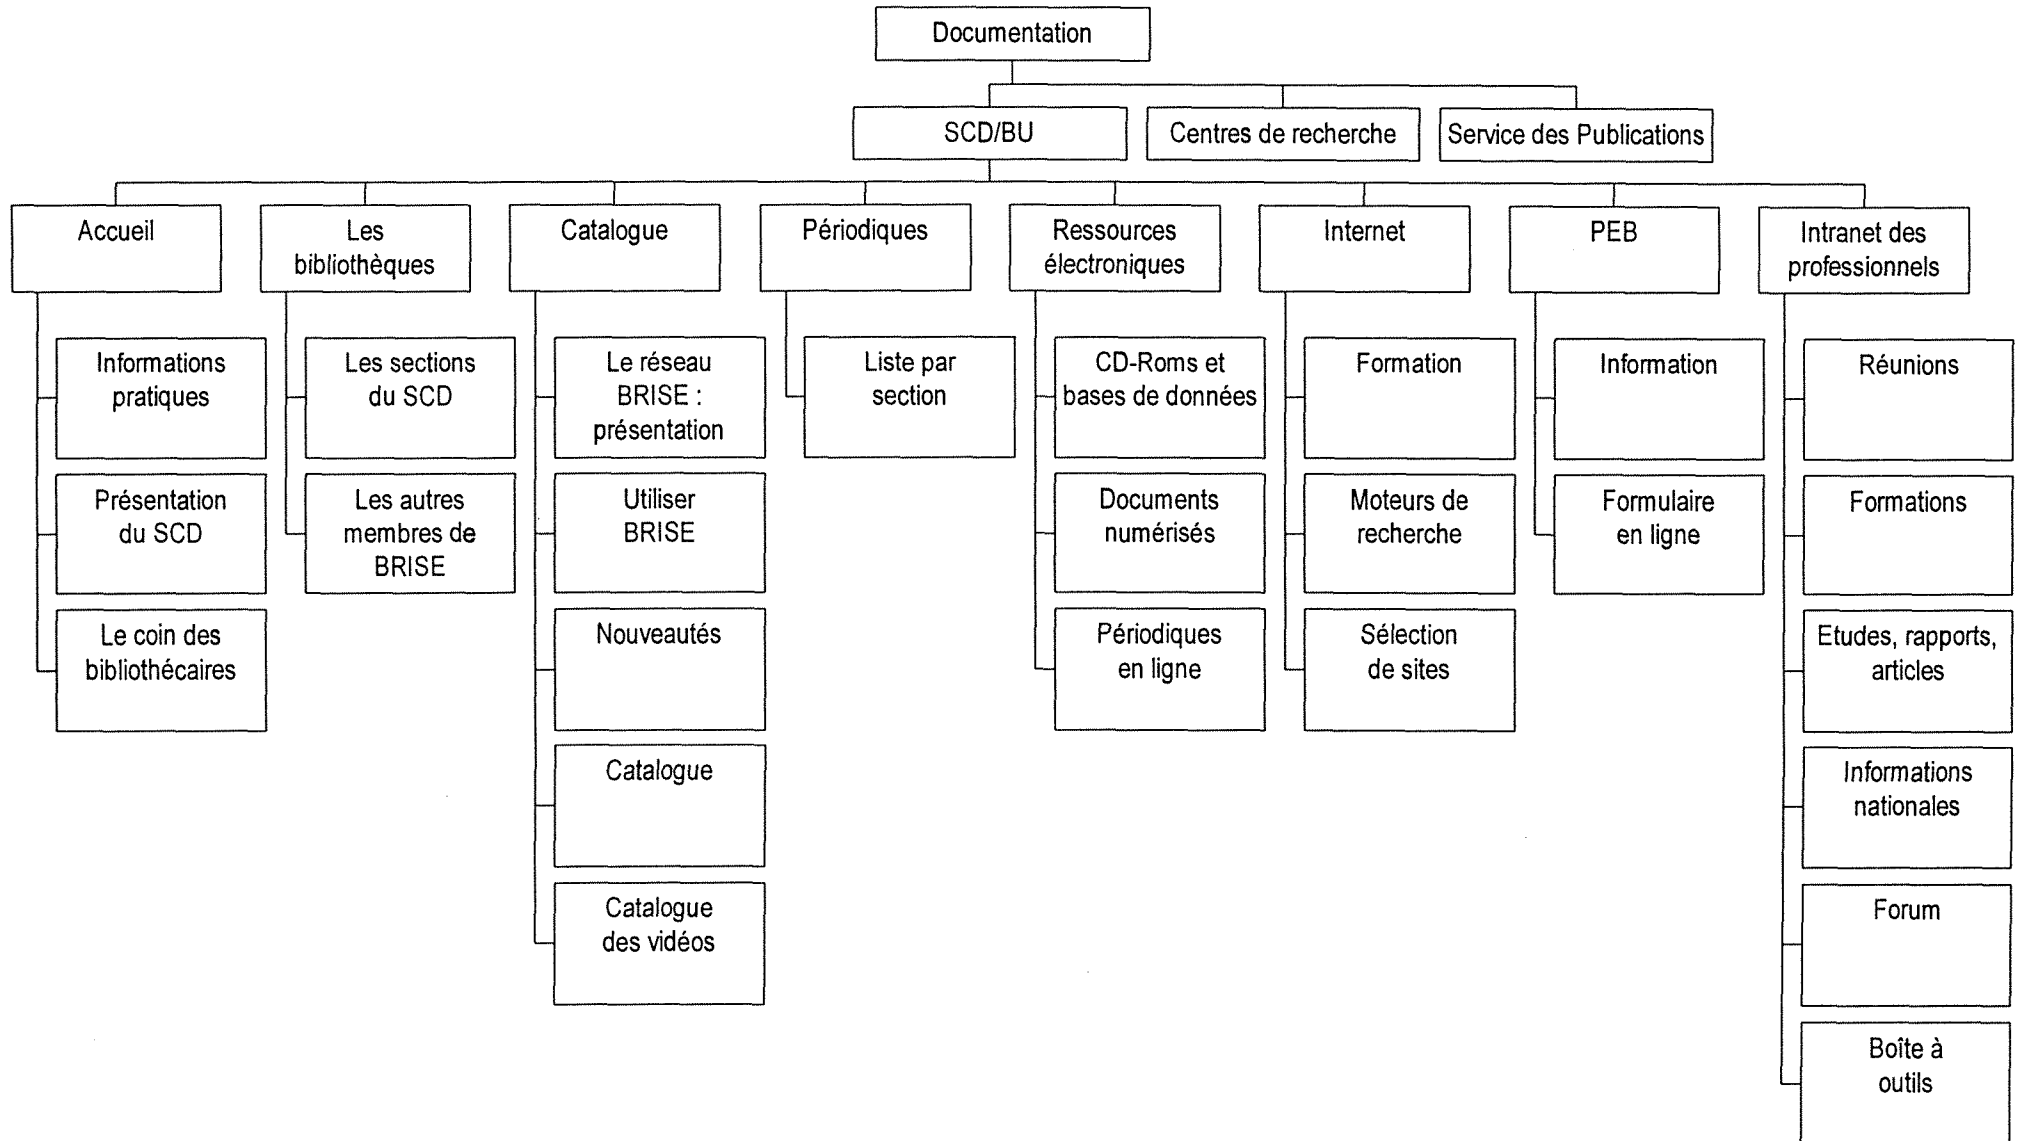 Documentation
SCD/BU
Centres de recherche
Service des Publications
Accueil
Les
bibliothèques
Catalogue
Périodiques
Ressources
électroniques
Internet
PEB
Intranet des
professionnels
Informations
pratiques
Présentation
du SCD
Le coin des
bibliothécaires
Les sections
du SCD
Les autres
membres de
BRISE
Le réseau
BRISE :
présentation
Utiliser
BRISE
Nouveautés
Catalogue
Catalogue
des vidéos
Liste par
section
CD-Roms et
bases de données
Documents
numérisés
Périodiques
en ligne
Formation
Moteurs de
recherche
Sélection
de sites
Information
Formulaire
en ligne
Réunions
Formations
Etudes, rapports,
articles
Informations
nationales
Forum
Boîte à
outils